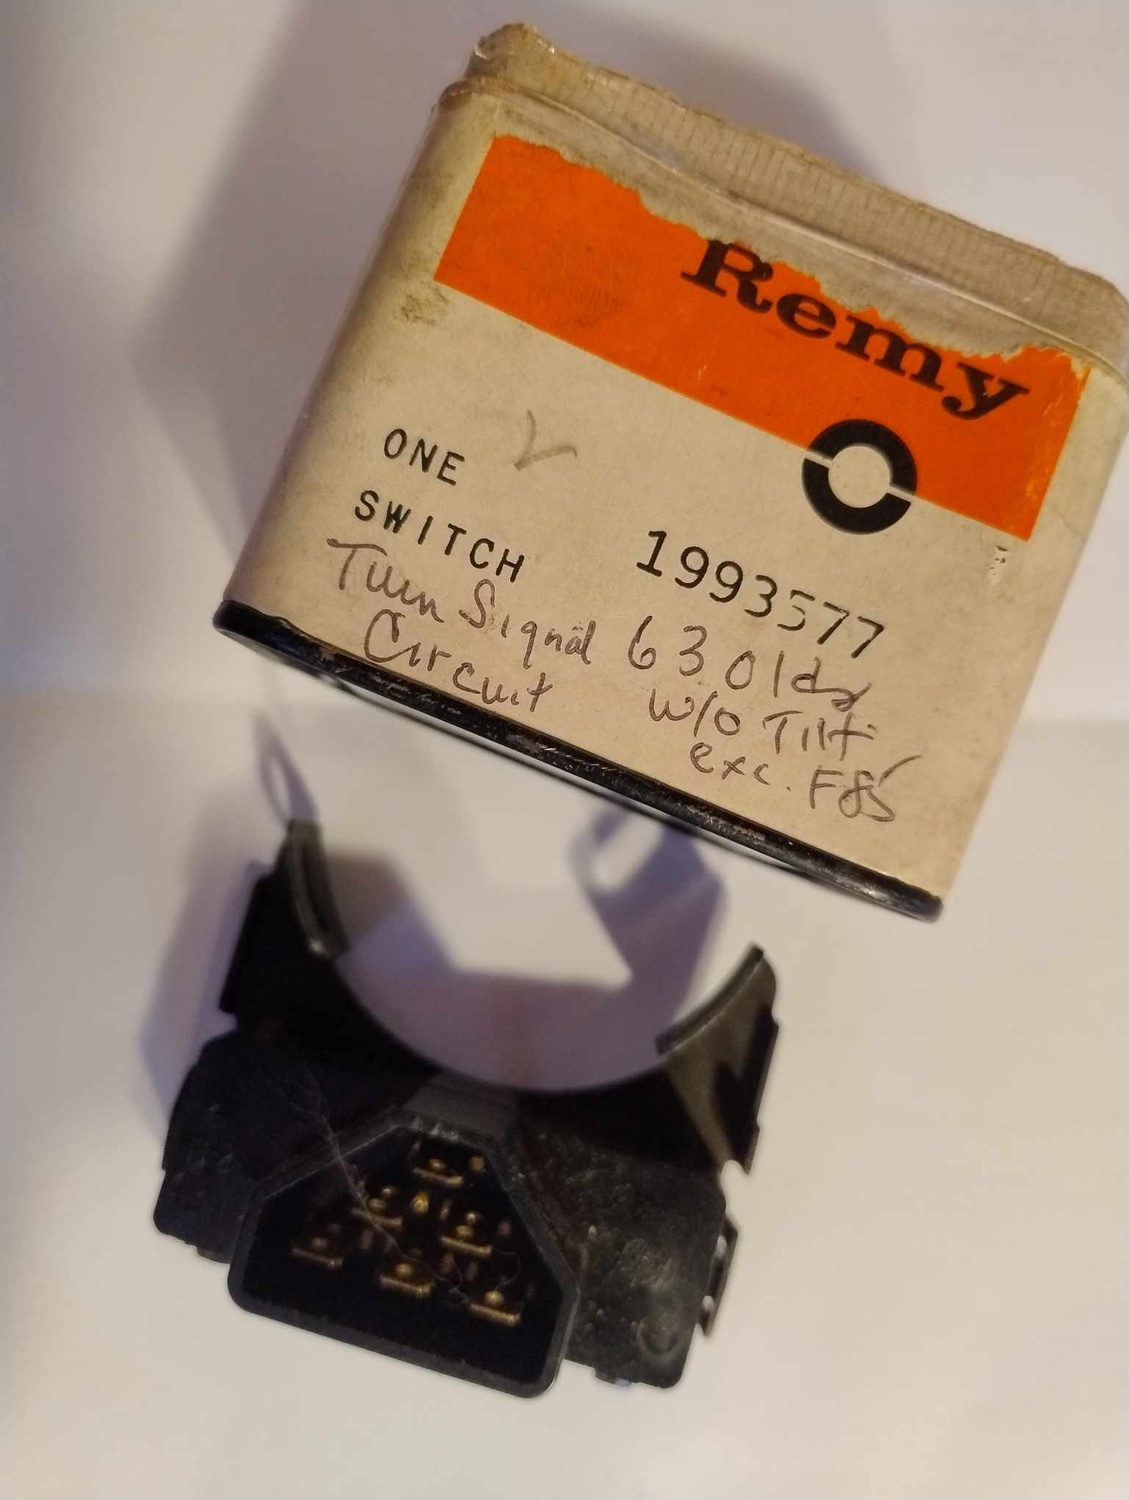 Remy
ONE
SWITCH
1993577
Turn Signal
Circuit
63 Olds
w/o Tilt
exc. F85